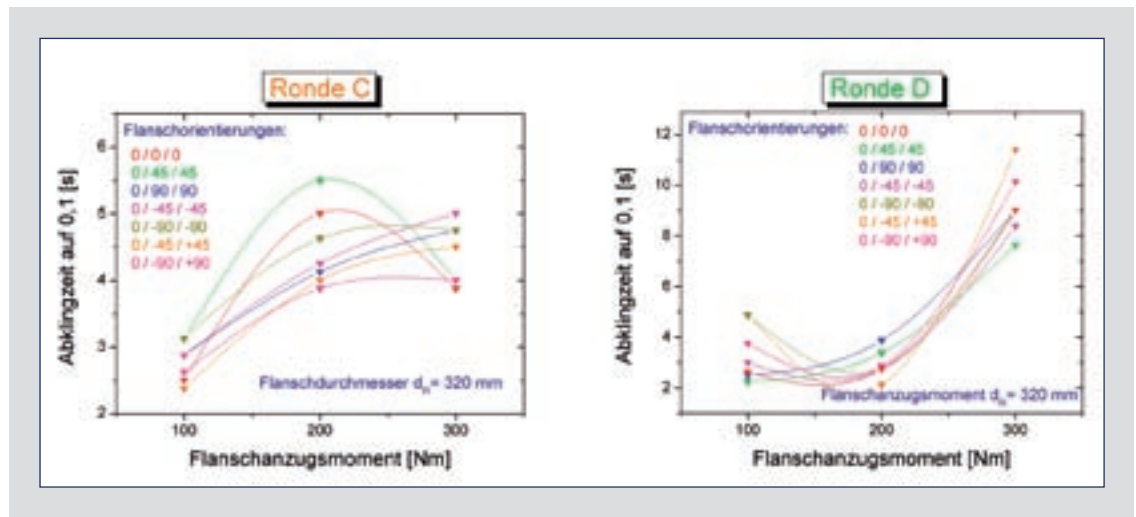 Ronde C
Flanschorientierungen:
0 / 0 / 0
0 / 45 / 45
0 / 90 / 90
0 / -45 / -45
0 / -90 / -90
0 / -45 / +45
0 / -90 / +90
Abklingzeit auf 0,1 [s]
6
5
4
3
2
Flanschdurchmesser dn= 320 mm
100 200 300
Flanschanzugsmoment [Nm]
Ronde D
Flanschorientierungen:
0 / 0 / 0
0 / 45 / 45
0 / 90 / 90
0 / -45 / -45
0 / -90 / -90
0 / -45 / +45
0 / -90 / +90
Abklingzeit auf 0,1 [s]
12
10
8
6
4
2
Flanschanzugsmoment dn= 320 mm
100 200 300
Flanschanzugsmoment [Nm]